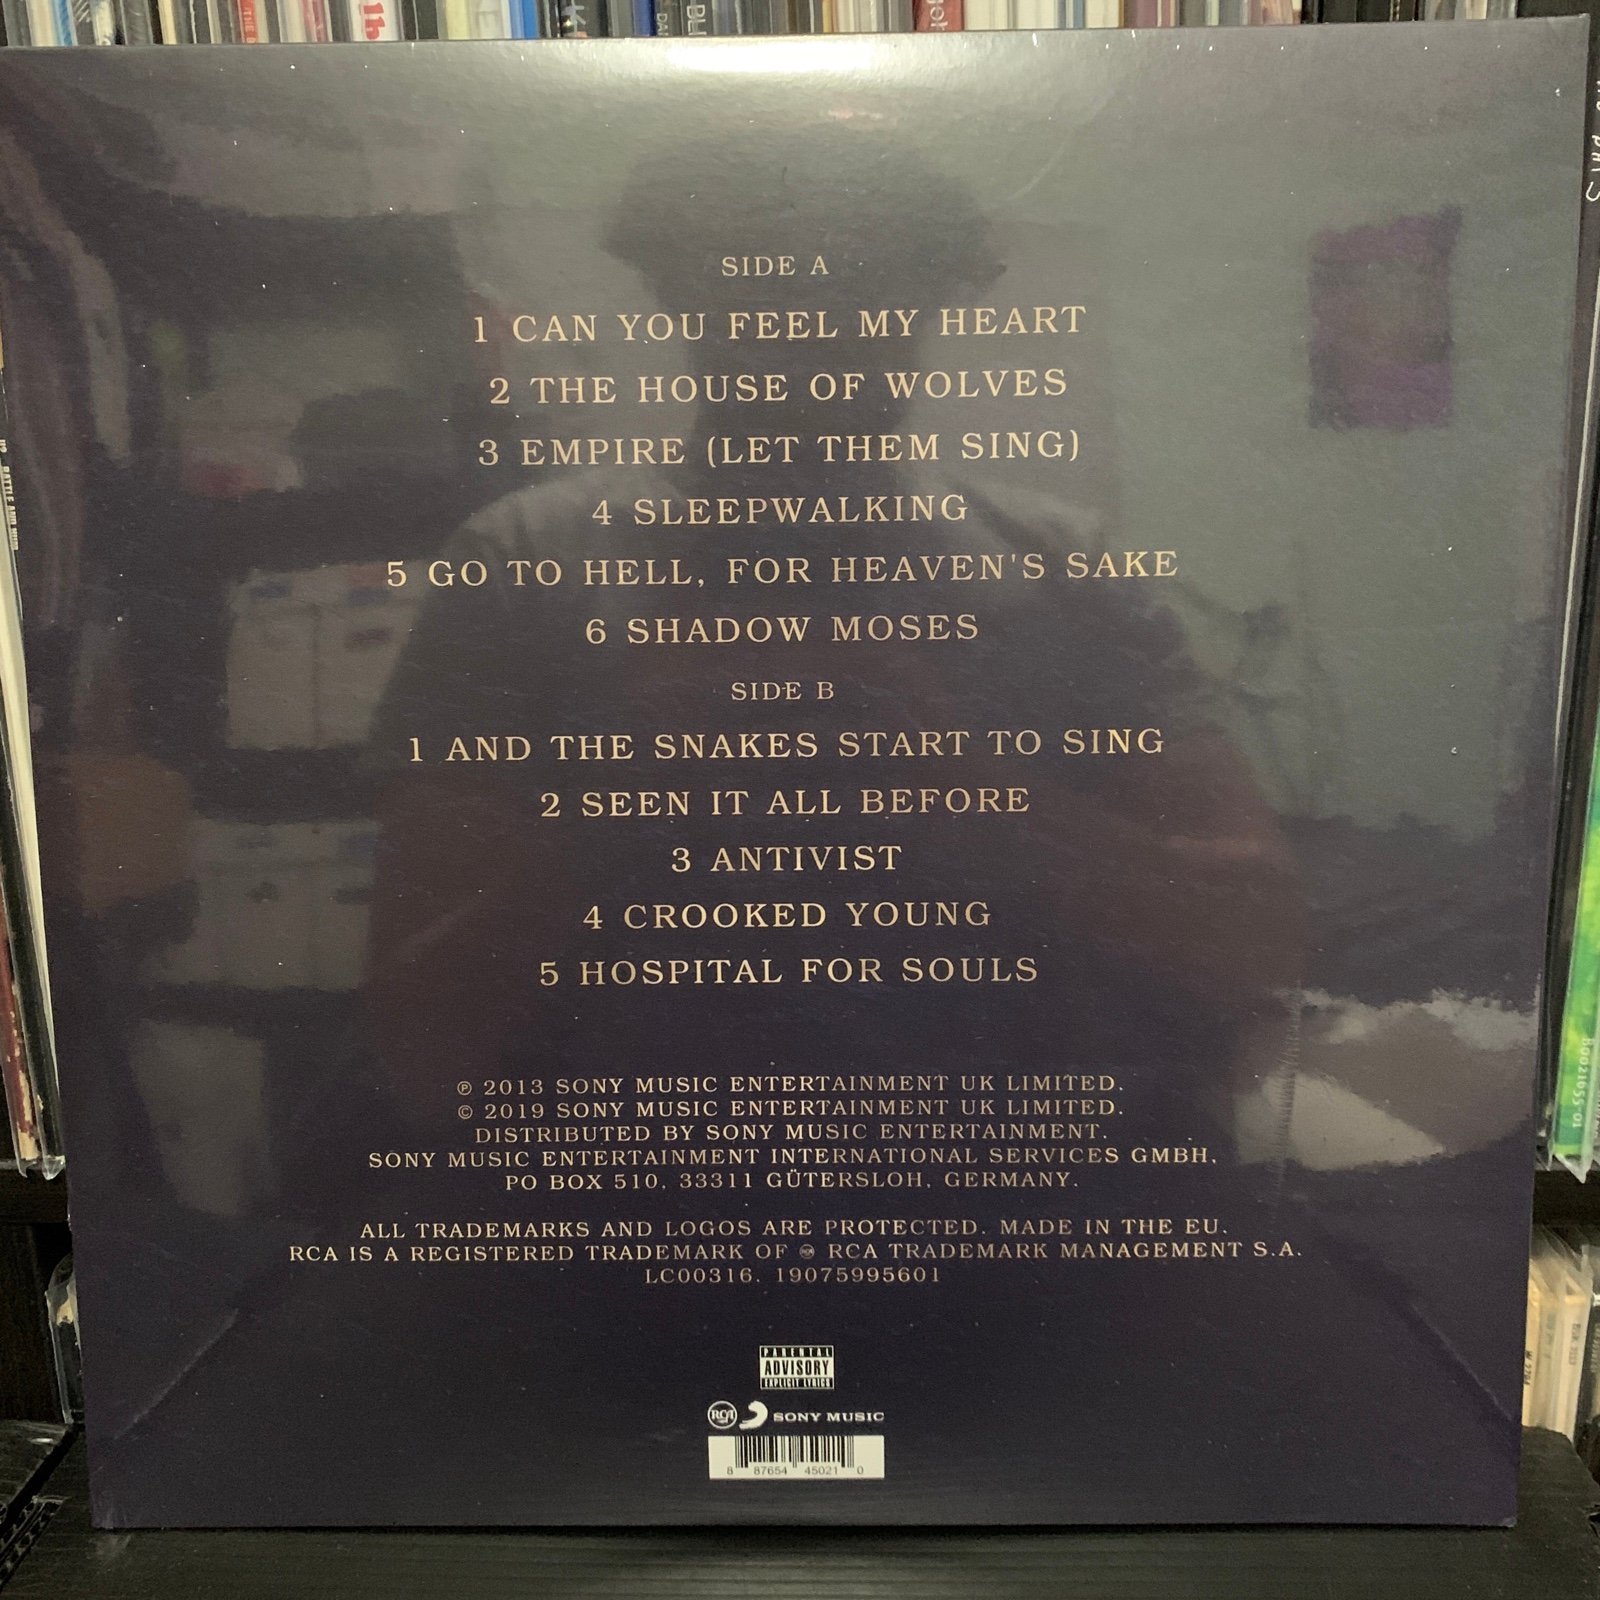 SIDE A
1 CAN YOU FEEL MY HEART
2 THE HOUSE OF WOLVES
3 EMPIRE (LET THEM SING)
4 SLEEPWALKING
5 GO TO HELL, FOR HEAVEN'S SAKE
6 SHADOW MOSES
SIDE B
1 AND THE SNAKES START TO SING
2 SEEN IT ALL BEFORE
3 ANTIVIST
4 CROOKED YOUNG
5 HOSPITAL FOR SOULS
℗ 2013 SONY MUSIC ENTERTAINMENT UK LIMITED.
© 2019 SONY MUSIC ENTERTAINMENT UK LIMITED.
DISTRIBUTED BY SONY MUSIC ENTERTAINMENT.
SONY MUSIC ENTERTAINMENT INTERNATIONAL SERVICES GMBH,
PO BOX 510, 33311 GÜTERSLOH, GERMANY.
ALL TRADEMARKS AND LOGOS ARE PROTECTED. MADE IN THE EU.
RCA IS A REGISTERED TRADEMARK OF RCA TRADEMARK MANAGEMENT S.A.
LC00316. 19075995601
PARENTAL
ADVISORY
EXPLICIT LYRICS
RCA SONY MUSIC
8 87654 45021 0
B0021655-01